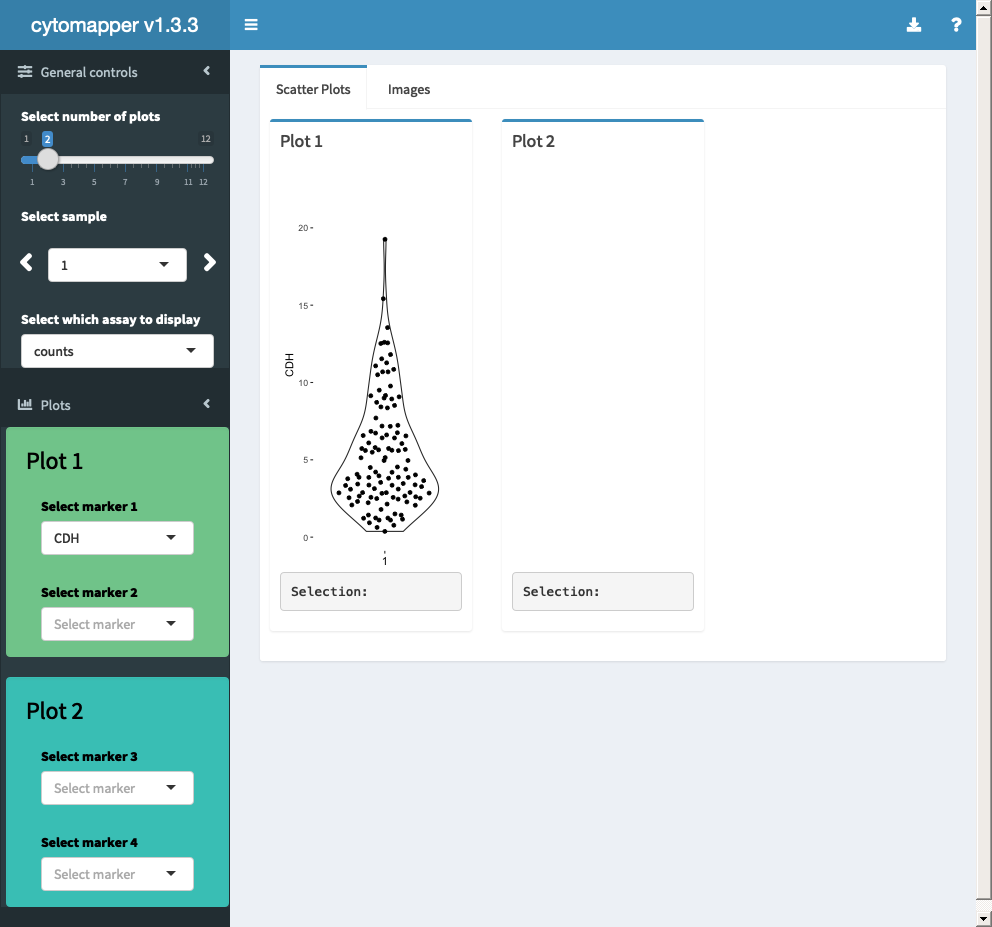 cytomapper v1.3.3
?
General controls
Select number of plots
1 2 12
1 3 5 7 9 11 12
Select sample
1
Select which assay to display
counts
Plots
Plot 1
Select marker 1
CDH
Select marker 2
Select marker
Plot 2
Select marker 3
Select marker
Select marker 4
Select marker
Scatter Plots Images
Plot 1
20
15
10
5
0
CDH
1
Selection:
Plot 2
Selection: